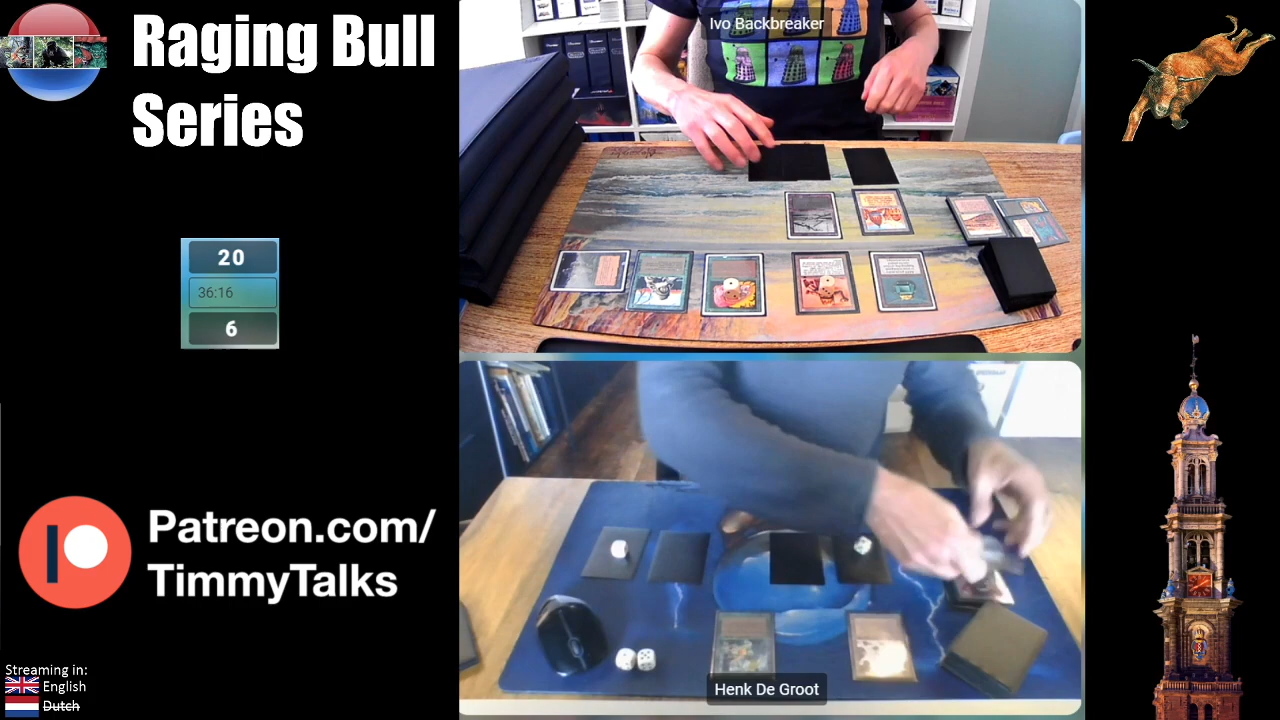 Raging Bull
Series
20
36:16
6
Patreon.com/
TimmyTalks
Streaming in:
English
Dutch
Ivo Backbreaker
Henk De Groot